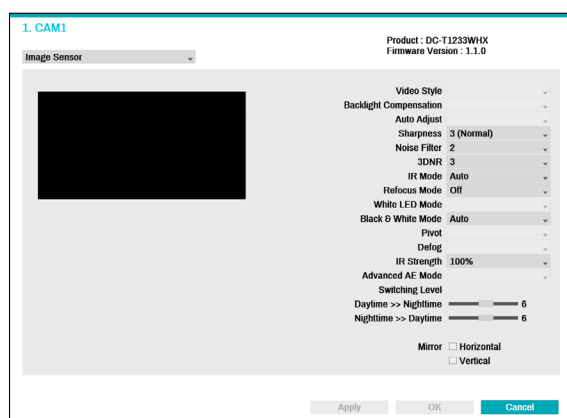 1. CAM1
Product : DC-T1233WHX
Firmware Version : 1.1.0
Image Sensor
Video Style
Backlight Compensation
Auto Adjust
Sharpness 3 (Normal)
Noise Filter 2
3DNR 3
IR Mode Auto
Refocus Mode Off
White LED Mode
Black & White Mode Auto
Pivot
Defog
IR Strength 100%
Advanced AE Mode
Switching Level
Daytime >> Nighttime 6
Nighttime >> Daytime 6
Mirror Horizontal
Vertical
Apply OK Cancel